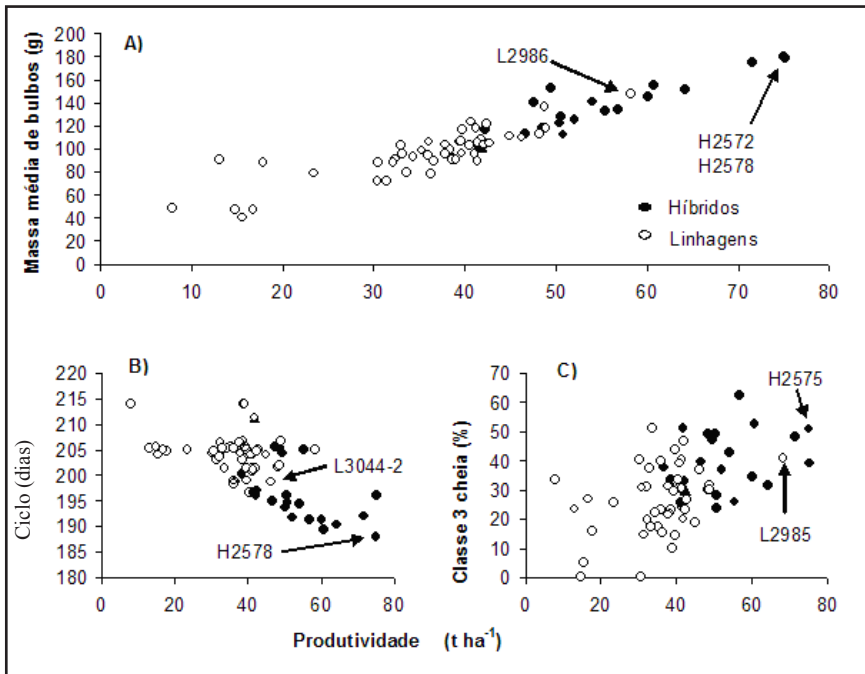 A)
Massa média de bulbos (g)
200
180
160
140
120
100
80
60
40
20
0
0 10 20 30 40 50 60 70 80
L2986
H2572
H2578
Híbridos
Linhagens
B)
Ciclo (dias)
220
215
210
205
200
195
190
185
180
0 20 40 60 80
L3044-2
H2578
C)
Classe 3 cheia (%)
70
60
50
40
30
20
10
0
0 20 40 60 80
H2575
L2985
Produtividade (t ha⁻¹)